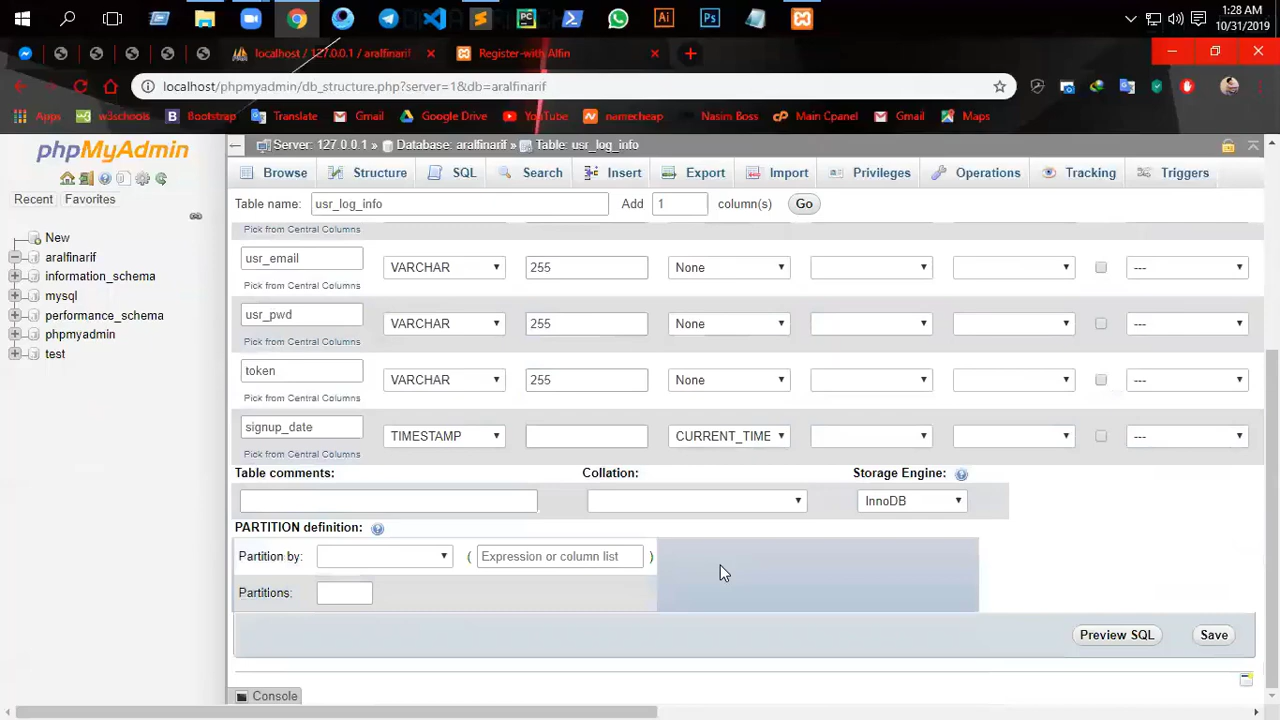 1:28 AM
10/31/2019
localhost / 127.0.0.1 / aralfinarif
Register with Alfin
localhost/phpmyadmin/db_structure.php?server=1&db=aralfinarif
Apps w3schools Bootstrap Translate Gmail Google Drive YouTube namecheap Nasim Boss Main Cpanel Gmail Maps
phpMyAdmin
Recent Favorites
New
aralfinarif
information_schema
mysql
performance_schema
phpmyadmin
test
Server: 127.0.0.1 » Database: aralfinarif » Table: usr_log_info
Browse Structure SQL Search Insert Export Import Privileges Operations Tracking Triggers
Table name: usr_log_info Add 1 column(s) Go
Pick from Central Columns
usr_email VARCHAR 255 None ---
Pick from Central Columns
usr_pwd VARCHAR 255 None ---
Pick from Central Columns
token VARCHAR 255 None ---
Pick from Central Columns
signup_date TIMESTAMP CURRENT_TIME ---
Pick from Central Columns
Table comments: Collation: Storage Engine:
InnoDB
PARTITION definition:
Partition by: ( Expression or column list )
Partitions:
Preview SQL Save
Console